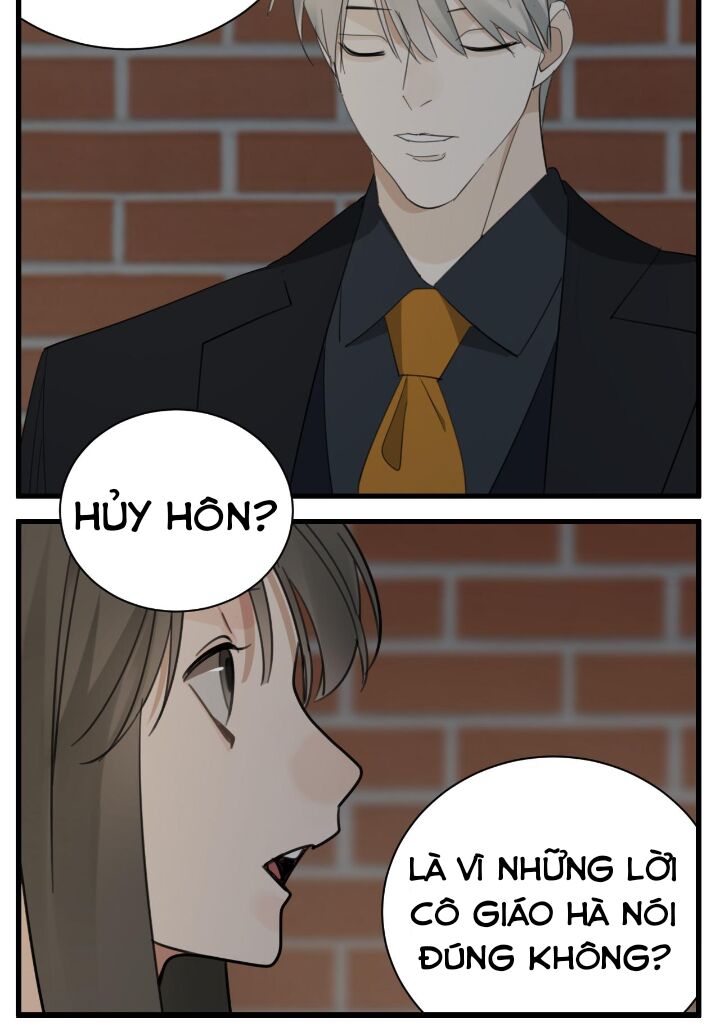 HỦY HÔN?
LÀ VÌ NHỮNG LỜI
CÔ GIÁO HÀ NÓI
ĐÚNG KHÔNG?